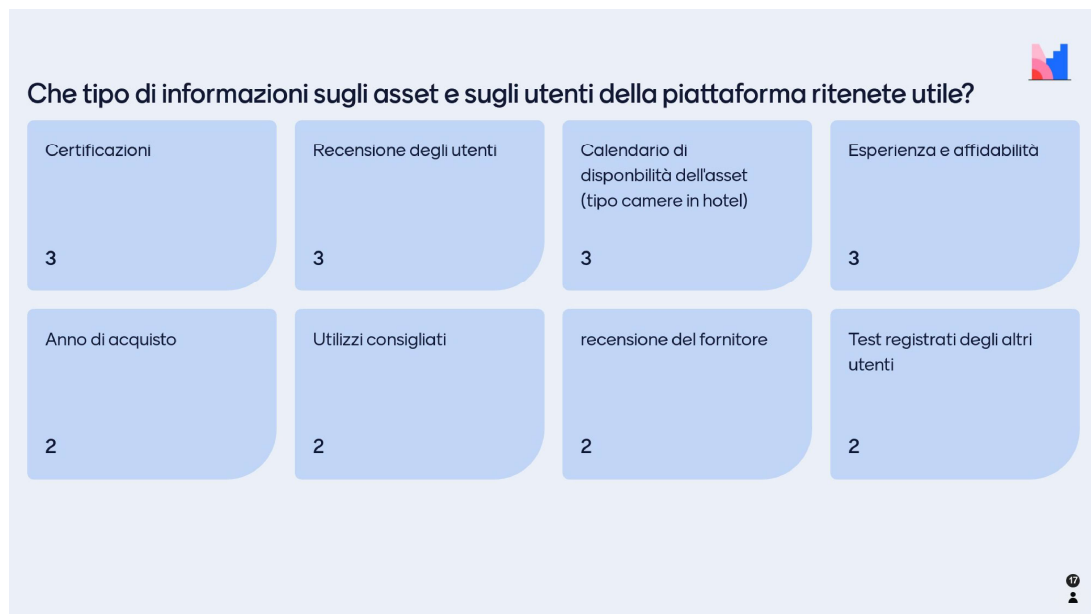 Che tipo di informazioni sugli asset e sugli utenti della piattaforma ritenete utile?
Certificazioni
3
Recensione degli utenti
3
Calendario di
disponbilità dell'asset
(tipo camere in hotel)
3
Esperienza e affidabilità
3
Anno di acquisto
2
Utilizzi consigliati
2
recensione del fornitore
2
Test registrati degli altri
utenti
2
17